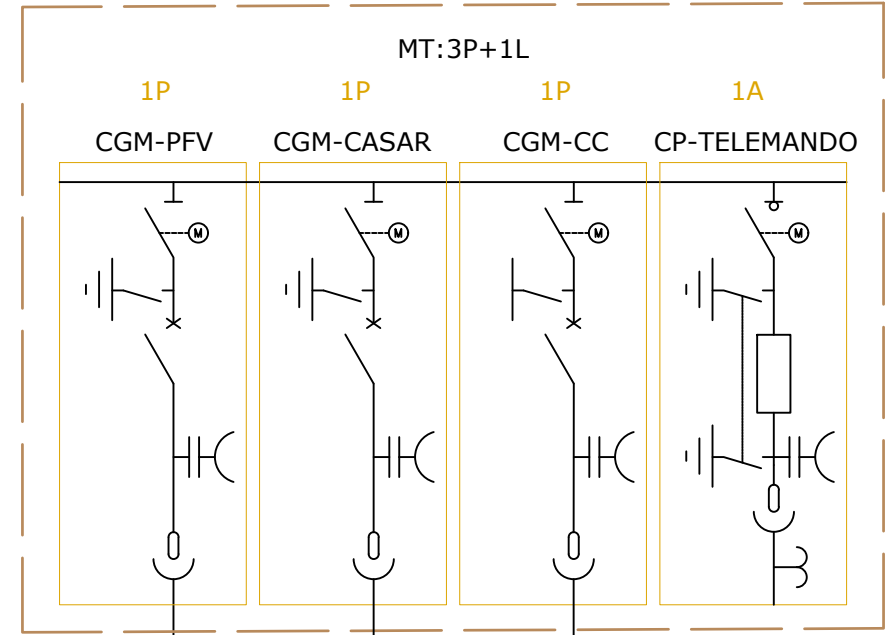 MT:3P+1L
1P 1P 1P 1A
CGM-PFV CGM-CASAR CGM-CC CP-TELEMANDO
M M M M